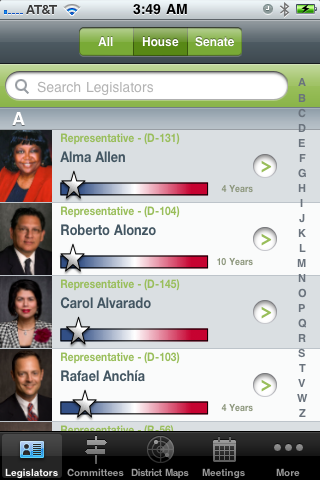 AT&T 3:49 AM
All House Senate
Search Legislators
A
Representative - (D-131)
Alma Allen
4 Years
Representative - (D-104)
Roberto Alonzo
10 Years
Representative - (D-145)
Carol Alvarado
Representative - (D-103)
Rafael Anchía
4 Years
Representative - (R-56)
A
B
C
D
E
F
G
H
I
J
K
L
M
N
O
P
Q
R
S
T
V
W
Z
Legislators Committees District Maps Meetings More